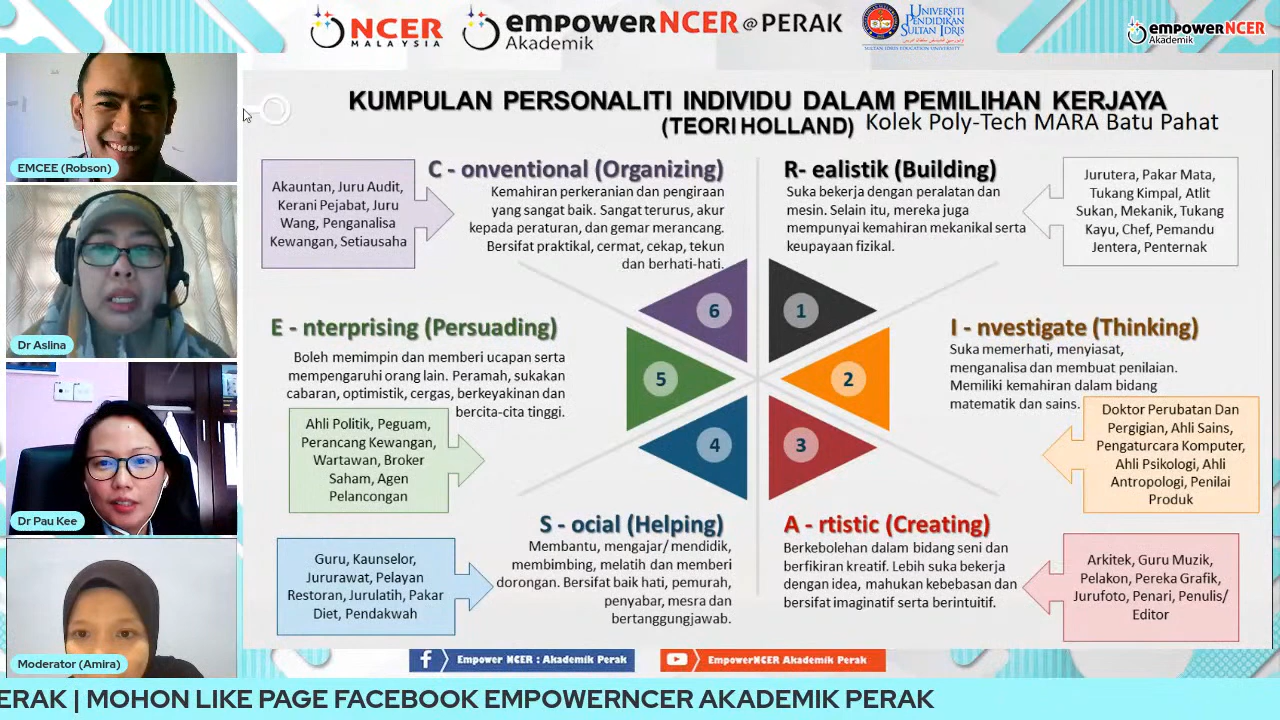 NCER
MALAYSIA
empowerNCER@PERAK
Akademik
UNIVERSITI
PENDIDIKAN
SULTAN IDRIS
SULTAN IDRIS EDUCATION UNIVERSITY
empowerNCER
Akademik
EMCEE (Robson)
Dr Aslina
Dr Pau Kee
Moderator (Amira)
KUMPULAN PERSONALITI INDIVIDU DALAM PEMILIHAN KERJAYA
(TEORI HOLLAND) Kolek Poly-Tech MARA Batu Pahat
Akauntan, Juru Audit,
Kerani Pejabat, Juru
Wang, Penganalisa
Kewangan, Setiausaha
C - onventional (Organizing)
Kemahiran perkeranian dan pengiraan
yang sangat baik. Sangat terurus, akur
kepada peraturan, dan gemar merancang.
Bersifat praktikal, cermat, cekap, tekun
dan berhati-hati.
R- ealistik (Building)
Suka bekerja dengan peralatan dan
mesin. Selain itu, mereka juga
mempunyai kemahiran mekanikal serta
keupayaan fizikal.
Jurutera, Pakar Mata,
Tukang Kimpal, Atlit
Sukan, Mekanik, Tukang
Kayu, Chef, Pemandu
Jentera, Penternak
6
1
E - nterprising (Persuading)
Boleh memimpin dan memberi ucapan serta
mempengaruhi orang lain. Peramah, sukakan
cabaran, optimistik, cergas, berkeyakinan dan
bercita-cita tinggi.
Ahli Politik, Peguam,
Perancang Kewangan,
Wartawan, Broker
Saham, Agen
Pelancongan
5
2
I - nvestigate (Thinking)
Suka memerhati, menyiasat,
menganalisa dan membuat penilaian.
Memiliki kemahiran dalam bidang
matematik dan sains.
Doktor Perubatan Dan
Pergigian, Ahli Sains,
Pengaturcara Komputer,
Ahli Psikologi, Ahli
Antropologi, Penilai
Produk
4
3
S - ocial (Helping)
Membantu, mengajar/ mendidik,
membimbing, melatih dan memberi
dorongan. Bersifat baik hati, pemurah,
penyabar, mesra dan
bertanggungjawab.
Guru, Kaunselor,
Jururawat, Pelayan
Restoran, Jurulatih, Pakar
Diet, Pendakwah
A - rtistic (Creating)
Berkebolehan dalam bidang seni dan
berfikiran kreatif. Lebih suka bekerja
dengan idea, mahukan kebebasan dan
bersifat imaginatif serta berintuitif.
Arkitek, Guru Muzik,
Pelakon, Pereka Grafik,
Jurufoto, Penari, Penulis/
Editor
Empower NCER : Akademik Perak
EmpowerNCER Akademik Perak
ERAK | MOHON LIKE PAGE FACEBOOK EMPOWERNCER AKADEMIK PERAK